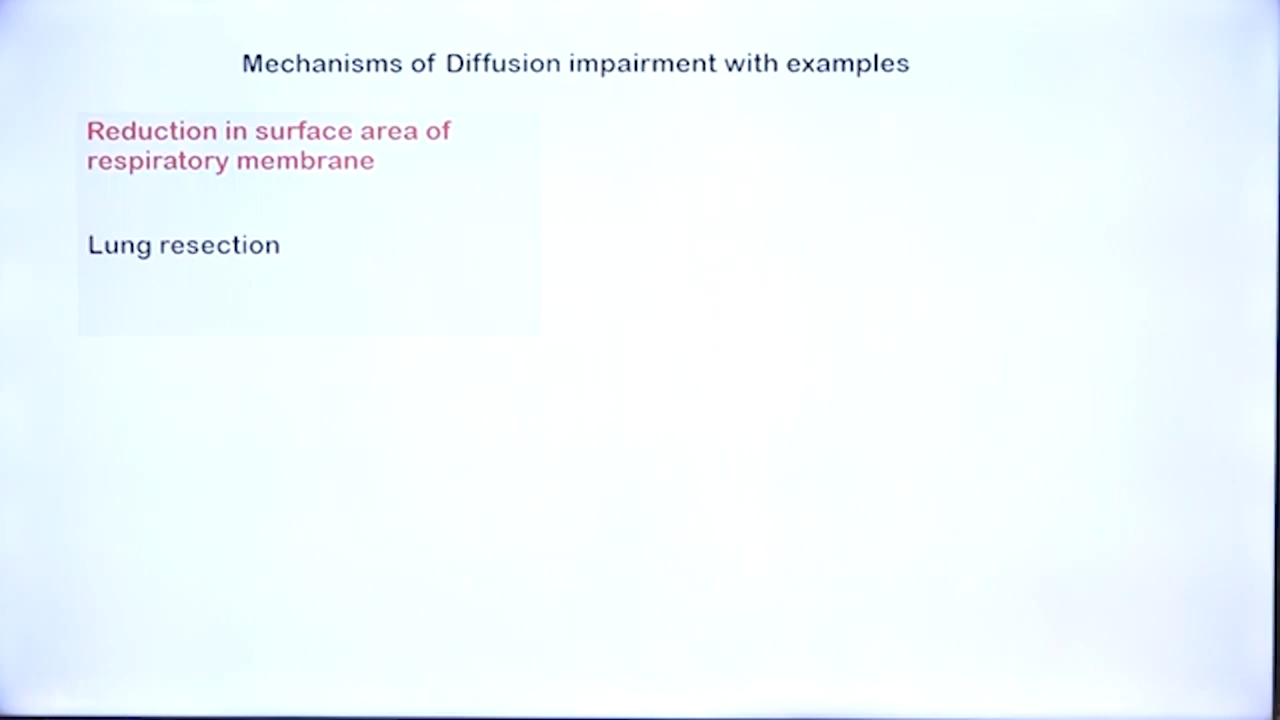 Mechanisms of Diffusion impairment with examples
Reduction in surface area of
respiratory membrane
Lung resection